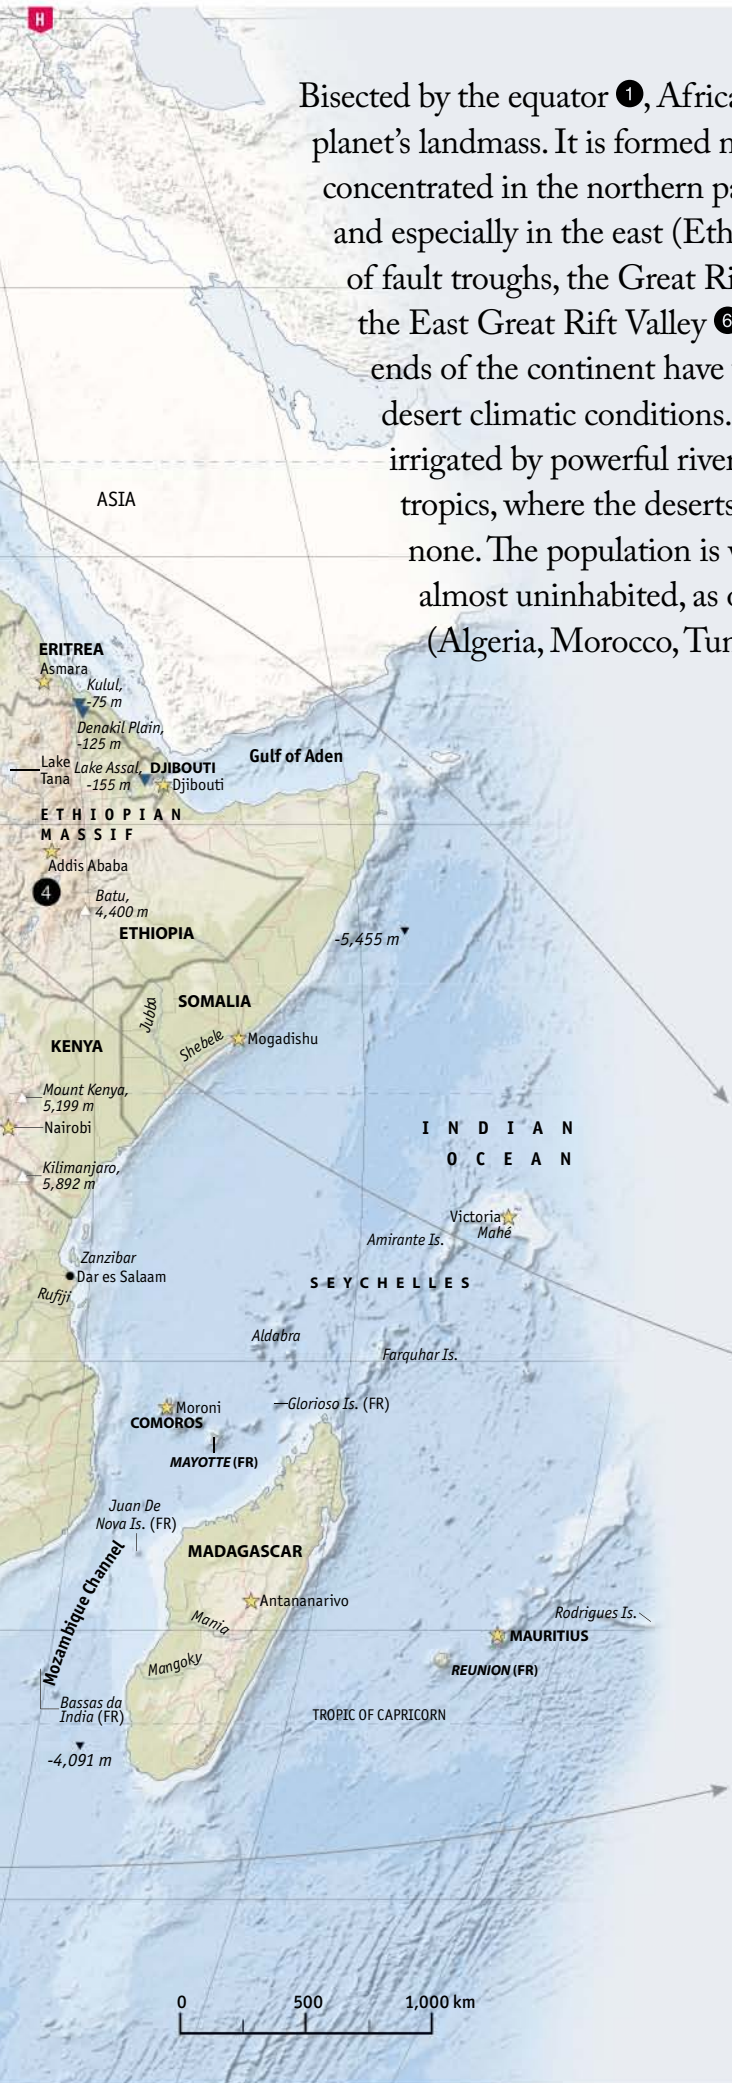 H
Bisected by the equator 1, Africa
planet's landmass. It is formed
concentrated in the northern
and especially in the east (Eth
of fault troughs, the Great Ri
the East Great Rift Valley 6
ends of the continent have
desert climatic conditions.
irrigated by powerful river
tropics, where the deserts
none. The population is
almost uninhabited, as
(Algeria, Morocco, Tun
ASIA
ERITREA
Asmara
Kulul,
-75 m
Denakil Plain,
-125 m
Lake
Tana
Lake Assal,
-155 m
DJIBOUTI
Djibouti
Gulf of Aden
ETHIOPIAN
MASSIF
Addis Ababa
4
Batu,
4,400 m
ETHIOPIA
-5,455 m
SOMALIA
Jubba
Shebele
Mogadishu
KENYA
Mount Kenya,
5,199 m
Nairobi
INDIAN
OCEAN
Kilimanjaro,
5,892 m
Victoria
Mahé
Amirante Is.
Zanzibar
Dar es Salaam
Rufiji
SEYCHELLES
Aldabra
Farquhar Is.
Glorioso Is. (FR)
Moroni
COMOROS
MAYOTTE (FR)
Juan De
Nova Is. (FR)
Mozambique Channel
MADAGASCAR
Antananarivo
Mania
Mangoky
Rodrigues Is.
MAURITIUS
REUNION (FR)
Bassas da
India (FR)
TROPIC OF CAPRICORN
-4,091 m
0 500 1,000 km